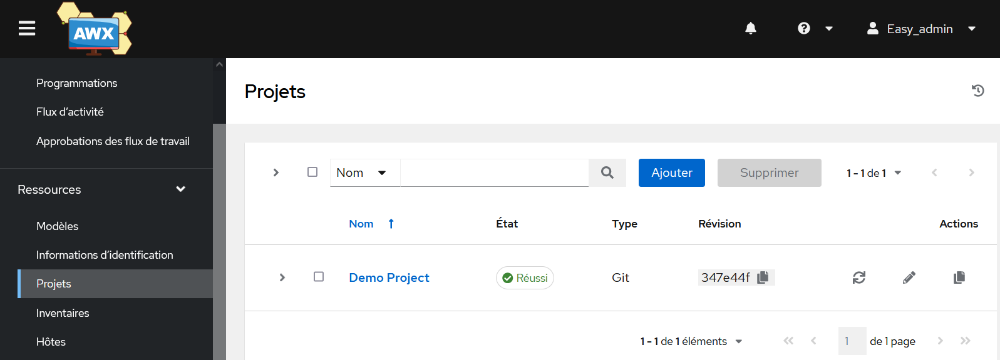 AWX
Easy_admin
Programmations
Flux d’activité
Approbations des flux de travail
Ressources
Modèles
Informations d’identification
Projets
Inventaires
Hôtes
Projets
Nom
Ajouter
Supprimer
1 - 1 de 1
Nom État Type Révision Actions
Demo Project Réussi Git 347e44f
1 - 1 de 1 éléments 1 de 1 page